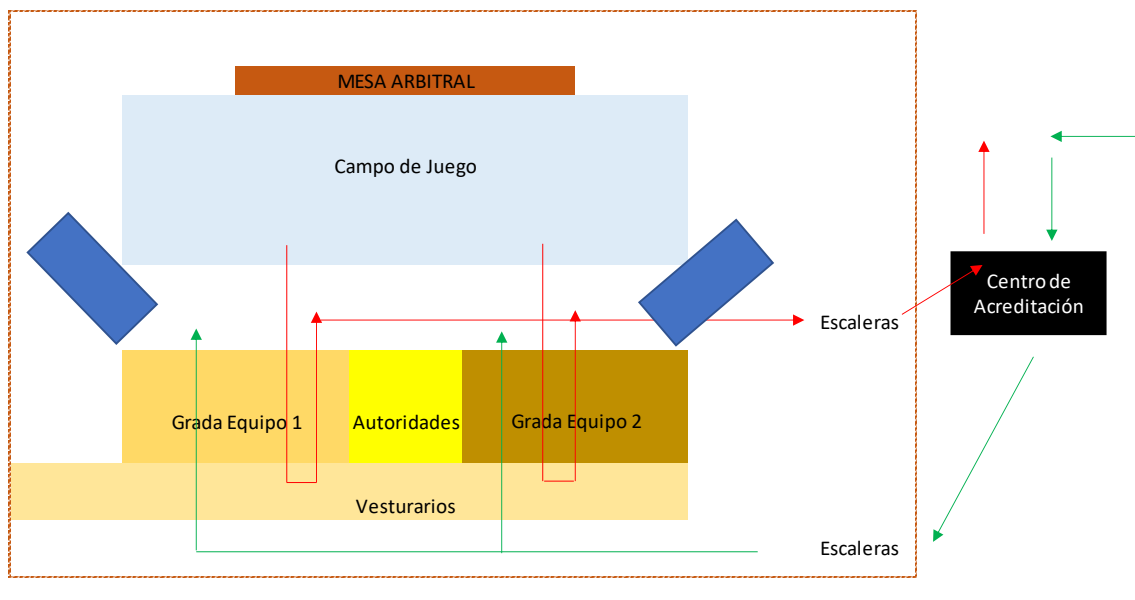 MESA ARBITRAL
Campo de Juego
Centro de
Acreditación
Escaleras
Grada Equipo 1
Autoridades
Grada Equipo 2
Vesturarios
Escaleras